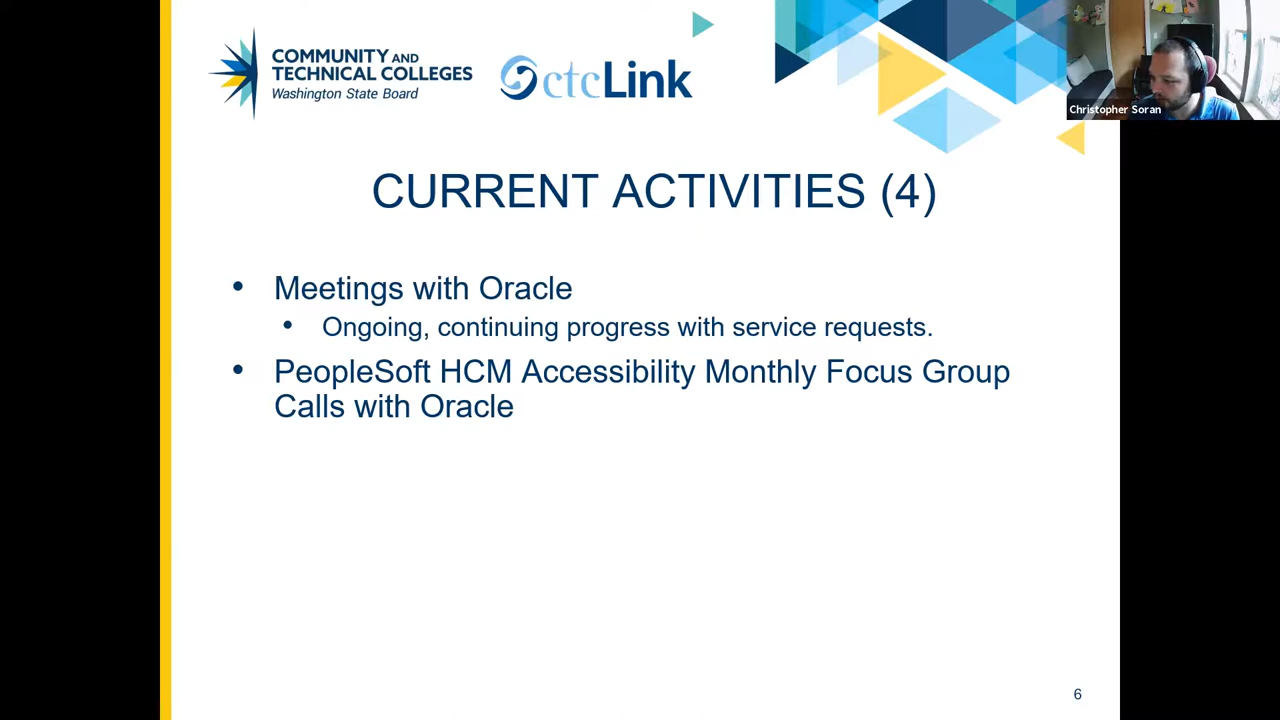 COMMUNITY AND
TECHNICAL COLLEGES
Washington State Board
ctcLink
Christopher Soran
CURRENT ACTIVITIES (4)
• Meetings with Oracle
• Ongoing, continuing progress with service requests.
• PeopleSoft HCM Accessibility Monthly Focus Group
Calls with Oracle
6